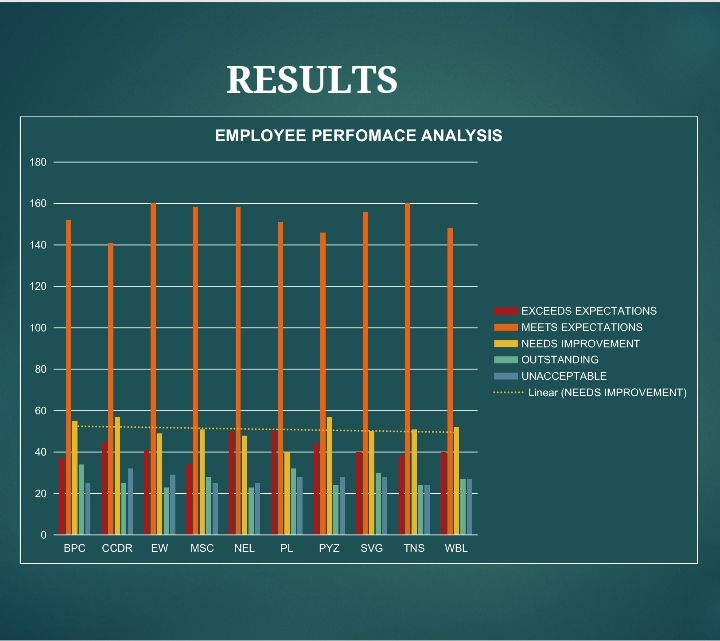 RESULTS
EMPLOYEE PERFOMACE ANALYSIS
180
160
140
120
100
80
60
40
20
0
BPC CCDR EW MSC NEL PL PYZ SVG TNS WBL
EXCEEDS EXPECTATIONS
MEETS EXPECTATIONS
NEEDS IMPROVEMENT
OUTSTANDING
UNACCEPTABLE
Linear (NEEDS IMPROVEMENT)